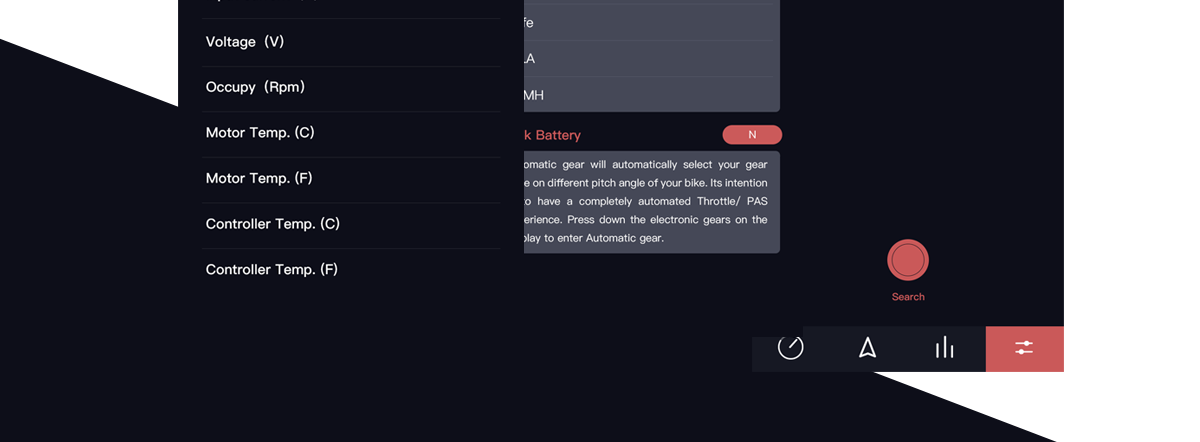 Voltage (V)
Occupy (Rpm)
Motor Temp. (C)
Motor Temp. (F)
Controller Temp. (C)
Controller Temp. (F)
fe
LA
MH
k Battery
N
omatic gear will automatically select your gear
e on different pitch angle of your bike. Its intention
o have a completely automated Throttle/ PAS
erience. Press down the electronic gears on the
play to enter Automatic gear.
Search